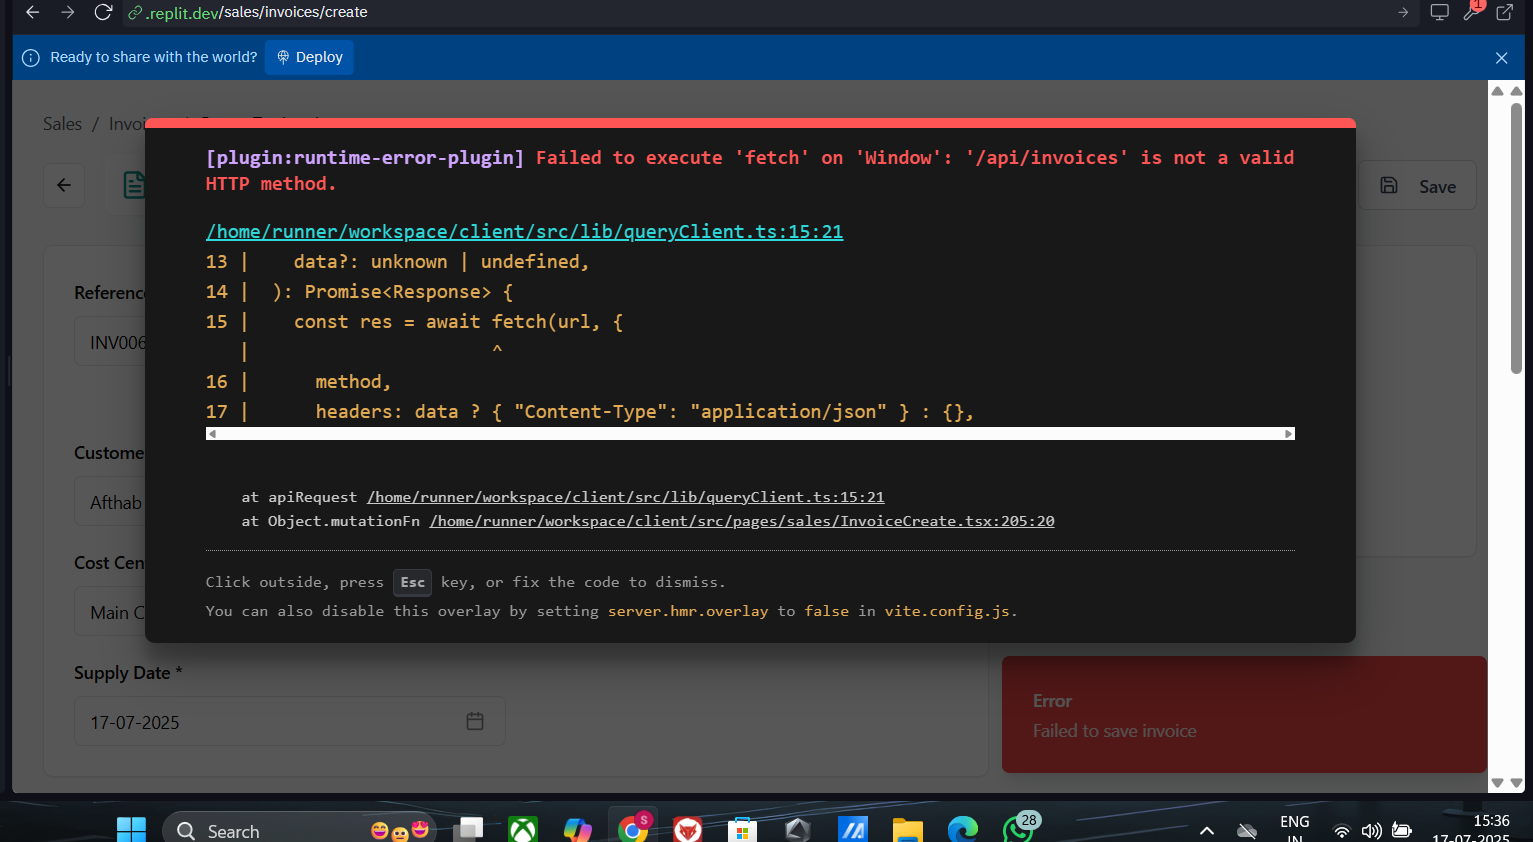 .replit.dev/sales/invoices/create
1
Ready to share with the world? Deploy
Sales / Invoi
[plugin:runtime-error-plugin] Failed to execute 'fetch' on 'Window': '/api/invoices' is not a valid
HTTP method.
Save
/home/runner/workspace/client/src/lib/queryClient.ts:15:21
13 | data?: unknown | undefined,
14 | ): Promise<Response> {
15 | const res = await fetch(url, {
| ^
16 | method,
17 | headers: data ? { "Content-Type": "application/json" } : {},
Reference
INV006
Custome
Afthab
Cost Cen
Main C
at apiRequest /home/runner/workspace/client/src/lib/queryClient.ts:15:21
at Object.mutationFn /home/runner/workspace/client/src/pages/sales/InvoiceCreate.tsx:205:20
Click outside, press Esc key, or fix the code to dismiss.
You can also disable this overlay by setting server.hmr.overlay to false in vite.config.js.
Supply Date *
17-07-2025
Error
Failed to save invoice
Search
S
28
ENG
IN
15:36
17-07-2025